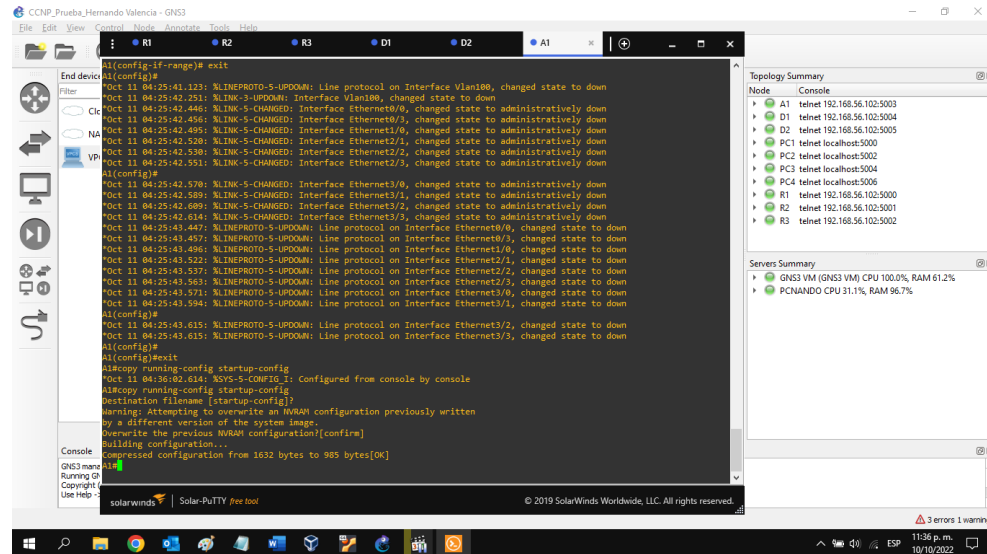 CCNP_Prueba_Hernando Valencia - GNS3
File Edit View Control Node Annotate Tools Help
R1 R2 R3 D1 D2 A1
End device
Filter
Clo
NA
VP
A1(config-if-range)# exit
A1(config)#
*Oct 11 04:25:41.123: %LINEPROTO-5-UPDOWN: Line protocol on Interface Vlan100, changed state to down
*Oct 11 04:25:42.251: %LINK-3-UPDOWN: Interface Vlan100, changed state to down
*Oct 11 04:25:42.446: %LINK-5-CHANGED: Interface Ethernet0/0, changed state to administratively down
*Oct 11 04:25:42.456: %LINK-5-CHANGED: Interface Ethernet0/3, changed state to administratively down
*Oct 11 04:25:42.495: %LINK-5-CHANGED: Interface Ethernet1/0, changed state to administratively down
*Oct 11 04:25:42.520: %LINK-5-CHANGED: Interface Ethernet2/1, changed state to administratively down
*Oct 11 04:25:42.530: %LINK-5-CHANGED: Interface Ethernet2/2, changed state to administratively down
*Oct 11 04:25:42.551: %LINK-5-CHANGED: Interface Ethernet2/3, changed state to administratively down
A1(config)#
*Oct 11 04:25:42.570: %LINK-5-CHANGED: Interface Ethernet3/0, changed state to administratively down
*Oct 11 04:25:42.589: %LINK-5-CHANGED: Interface Ethernet3/1, changed state to administratively down
*Oct 11 04:25:42.609: %LINK-5-CHANGED: Interface Ethernet3/2, changed state to administratively down
*Oct 11 04:25:42.614: %LINK-5-CHANGED: Interface Ethernet3/3, changed state to administratively down
*Oct 11 04:25:43.447: %LINEPROTO-5-UPDOWN: Line protocol on Interface Ethernet0/0, changed state to down
*Oct 11 04:25:43.457: %LINEPROTO-5-UPDOWN: Line protocol on Interface Ethernet0/3, changed state to down
*Oct 11 04:25:43.496: %LINEPROTO-5-UPDOWN: Line protocol on Interface Ethernet1/0, changed state to down
*Oct 11 04:25:43.522: %LINEPROTO-5-UPDOWN: Line protocol on Interface Ethernet2/1, changed state to down
*Oct 11 04:25:43.537: %LINEPROTO-5-UPDOWN: Line protocol on Interface Ethernet2/2, changed state to down
*Oct 11 04:25:43.563: %LINEPROTO-5-UPDOWN: Line protocol on Interface Ethernet2/3, changed state to down
*Oct 11 04:25:43.571: %LINEPROTO-5-UPDOWN: Line protocol on Interface Ethernet3/0, changed state to down
*Oct 11 04:25:43.594: %LINEPROTO-5-UPDOWN: Line protocol on Interface Ethernet3/1, changed state to down
A1(config)#
*Oct 11 04:25:43.615: %LINEPROTO-5-UPDOWN: Line protocol on Interface Ethernet3/2, changed state to down
*Oct 11 04:25:43.615: %LINEPROTO-5-UPDOWN: Line protocol on Interface Ethernet3/3, changed state to down
A1(config)#
A1(config)#exit
A1#copy running-config startup-config
*Oct 11 04:36:02.614: %SYS-5-CONFIG_I: Configured from console by console
A1#copy running-config startup-config
Destination filename [startup-config]?
Warning: Attempting to overwrite an NVRAM configuration previously written
by a different version of the system image.
Overwrite the previous NVRAM configuration?[confirm]
Building configuration...
Compressed configuration from 1632 bytes to 985 bytes[OK]
A1#
solarwinds Solar-PuTTY free tool © 2019 SolarWinds Worldwide, LLC. All rights reserved.
Console
GNS3 mana
Running GN
Copyright (
Use Help -
Topology Summary
Node Console
A1 telnet 192.168.56.102:5003
D1 telnet 192.168.56.102:5004
D2 telnet 192.168.56.102:5005
PC1 telnet localhost:5000
PC2 telnet localhost:5002
PC3 telnet localhost:5004
PC4 telnet localhost:5006
R1 telnet 192.168.56.102:5000
R2 telnet 192.168.56.102:5001
R3 telnet 192.168.56.102:5002
Servers Summary
GNS3 VM (GNS3 VM) CPU 100.0%, RAM 61.2%
PCNANDO CPU 31.1%, RAM 96.7%
3 errors 1 warnin
ESP
11:36 p. m.
10/10/2022